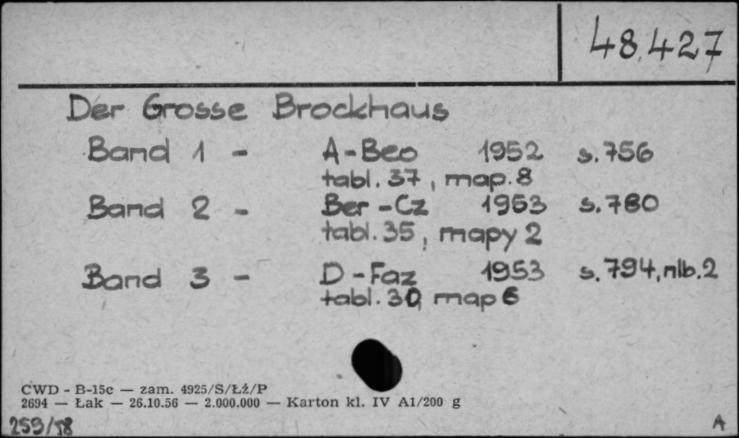 48.427
Der Grosse Brockhaus
Band 1 - A-Beo 1952 s.756
tabl. 37, map. 8
Band 2 - Ber-Cz 1953 s.780
tabl. 35, mapy 2
Band 3 - D-Faz 1953 s.794, nlb.2
tabl. 30, map 6
CWD - B-15c — zam. 4925/S/Łż/P
2694 — Łak — 26.10.56 — 2.000.000 — Karton kl. IV A1/200 g
259/58 A